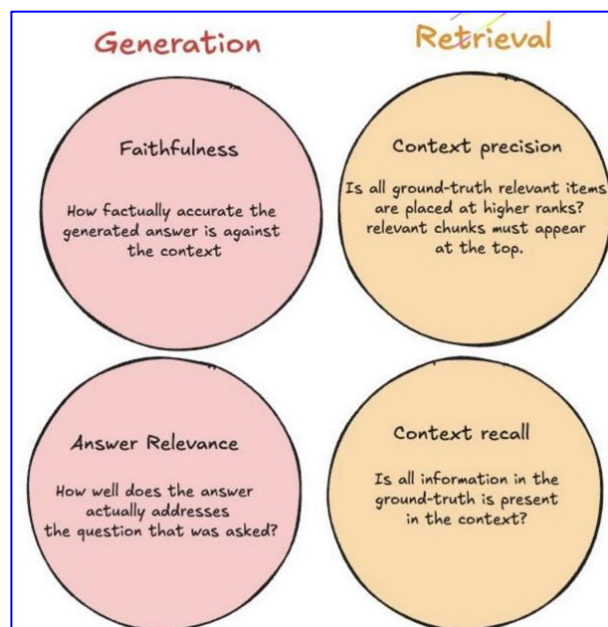 Generation
Faithfulness
How factually accurate the
generated answer is against
the context
Answer Relevance
How well does the answer
actually addresses
the question that was asked?
Retrieval
Context precision
Is all ground-truth relevant items
are placed at higher ranks?
relevant chunks must appear
at the top.
Context recall
Is all information in the
ground-truth is present
in the context?